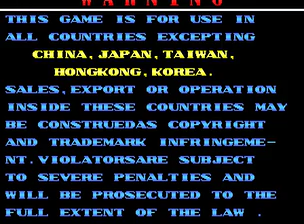 WARNING
THIS GAME IS FOR USE IN
ALL COUNTRIES EXCEPTING
CHINA, JAPAN, TAIWAN,
HONGKONG, KOREA.
SALES, EXPORT OR OPERATION
INSIDE THESE COUNTRIES MAY
BE CONSTRUEDAS COPYRIGHT
AND TRADEMARK INFRINGEME-
NT. VIOLATORSARE SUBJECT
TO SEVERE PENALTIES AND
WILL BE PROSECUTED TO THE
FULL EXTENT OF THE LAW .